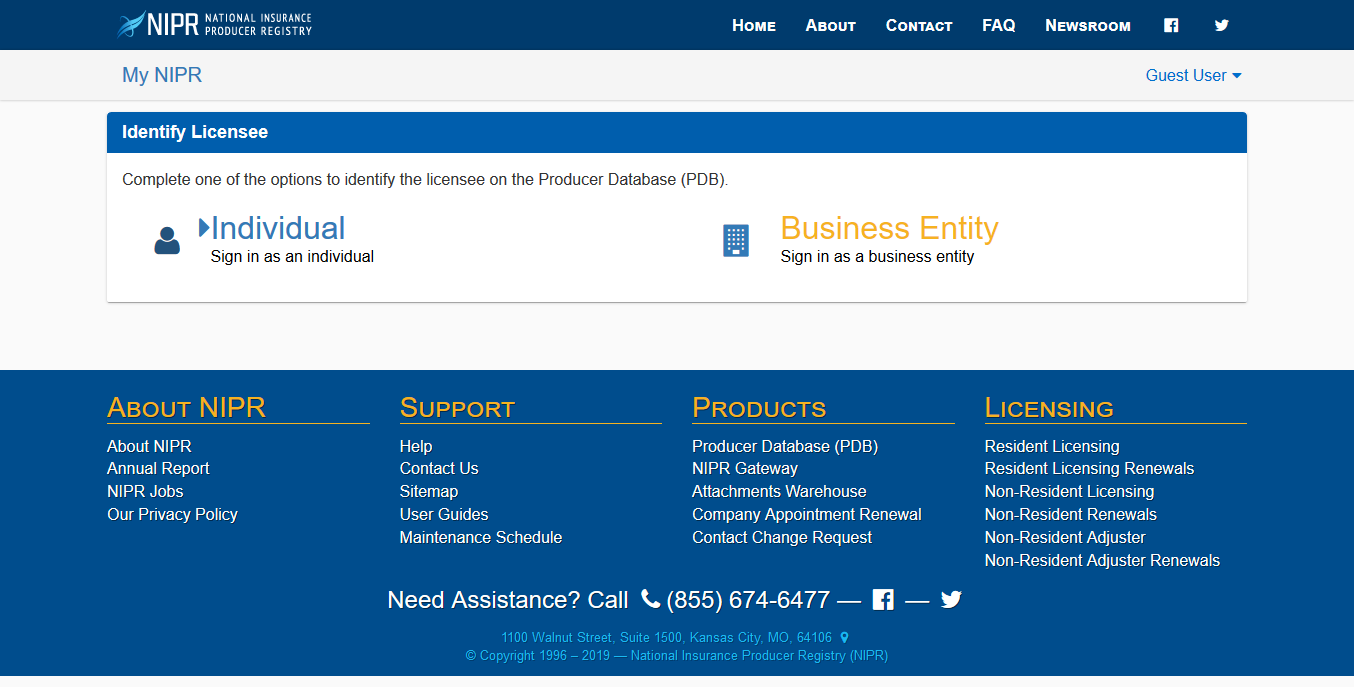 NIPR NATIONAL INSURANCE PRODUCER REGISTRY
Home About Contact FAQ Newsroom
My NIPR
Guest User
Identify Licensee
Complete one of the options to identify the licensee on the Producer Database (PDB).
Individual
Sign in as an individual
Business Entity
Sign in as a business entity
About NIPR
About NIPR
Annual Report
NIPR Jobs
Our Privacy Policy
Support
Help
Contact Us
Sitemap
User Guides
Maintenance Schedule
Products
Producer Database (PDB)
NIPR Gateway
Attachments Warehouse
Company Appointment Renewal
Contact Change Request
Licensing
Resident Licensing
Resident Licensing Renewals
Non-Resident Licensing
Non-Resident Renewals
Non-Resident Adjuster
Non-Resident Adjuster Renewals
Need Assistance? Call (855) 674-6477 — —
1100 Walnut Street, Suite 1500, Kansas City, MO, 64106
© Copyright 1996 – 2019 — National Insurance Producer Registry (NIPR)